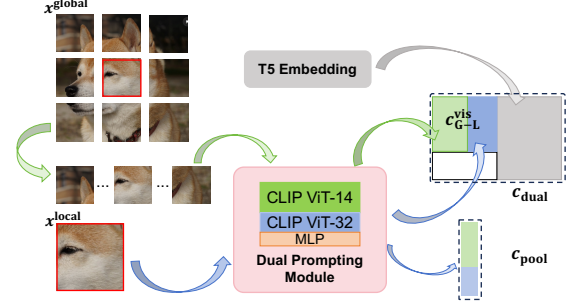 x^global
T5 Embedding
c^vis_G−L
... ...
c_dual
x^local
CLIP ViT-14
CLIP ViT-32
MLP
Dual Prompting
Module
c_pool